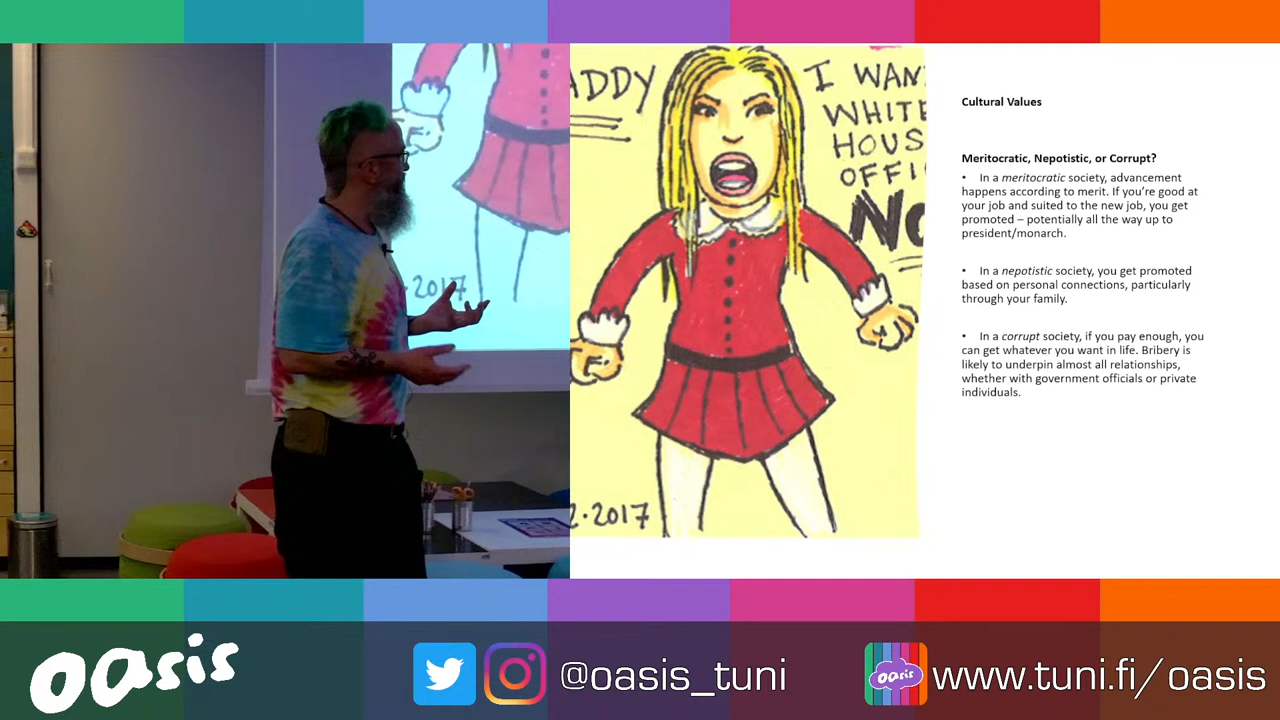 ADDY
I WAN
WHITE
HOUS
OFFI
NO
2·2017
·2017
Cultural Values
Meritocratic, Nepotistic, or Corrupt?
• In a meritocratic society, advancement
happens according to merit. If you're good at
your job and suited to the new job, you get
promoted – potentially all the way up to
president/monarch.
• In a nepotistic society, you get promoted
based on personal connections, particularly
through your family.
• In a corrupt society, if you pay enough, you
can get whatever you want in life. Bribery is
likely to underpin almost all relationships,
whether with government officials or private
individuals.
oasis
@oasis_tuni
oasis
www.tuni.fi/oasis